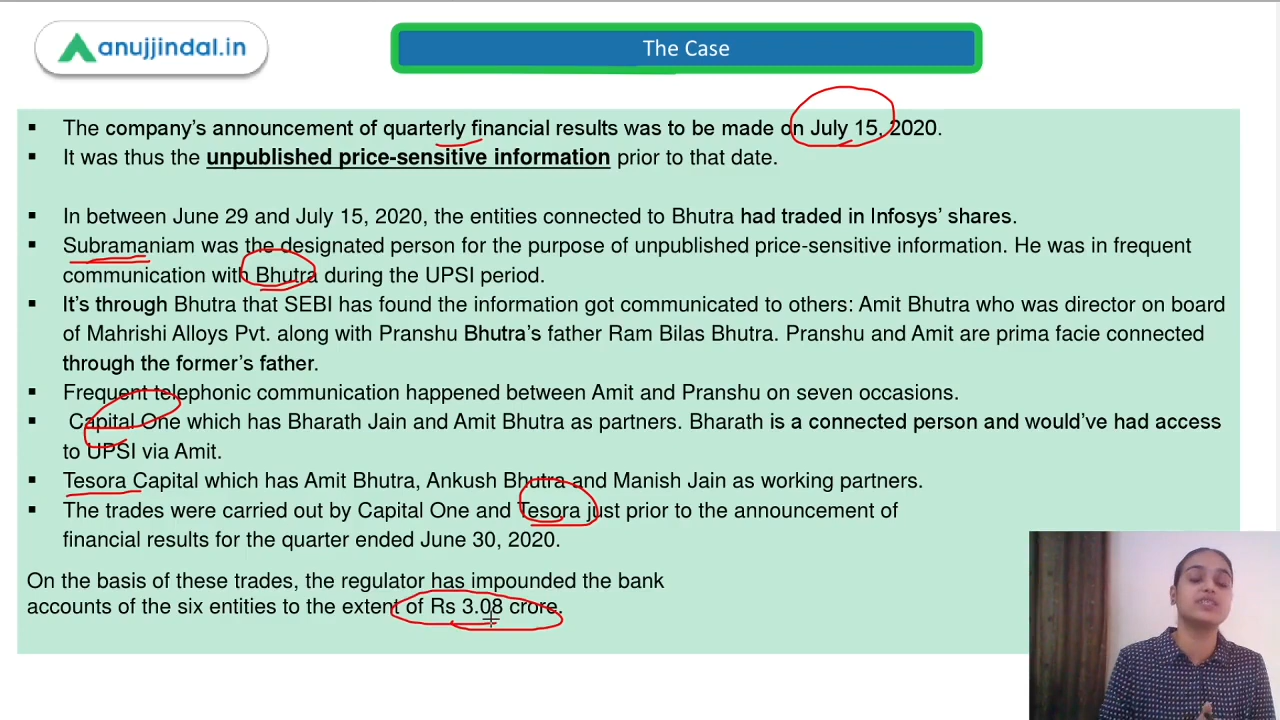 anujjindal.in
The Case
▪ The company's announcement of quarterly financial results was to be made on July 15, 2020.
▪ It was thus the unpublished price-sensitive information prior to that date.
▪ In between June 29 and July 15, 2020, the entities connected to Bhutra had traded in Infosys' shares.
▪ Subramaniam was the designated person for the purpose of unpublished price-sensitive information. He was in frequent
communication with Bhutra during the UPSI period.
▪ It's through Bhutra that SEBI has found the information got communicated to others: Amit Bhutra who was director on board
of Mahrishi Alloys Pvt. along with Pranshu Bhutra's father Ram Bilas Bhutra. Pranshu and Amit are prima facie connected
through the former's father.
▪ Frequent telephonic communication happened between Amit and Pranshu on seven occasions.
▪ Capital One which has Bharath Jain and Amit Bhutra as partners. Bharath is a connected person and would've had access
to UPSI via Amit.
▪ Tesora Capital which has Amit Bhutra, Ankush Bhutra and Manish Jain as working partners.
▪ The trades were carried out by Capital One and Tesora just prior to the announcement of
financial results for the quarter ended June 30, 2020.
On the basis of these trades, the regulator has impounded the bank
accounts of the six entities to the extent of Rs 3.08 crore.